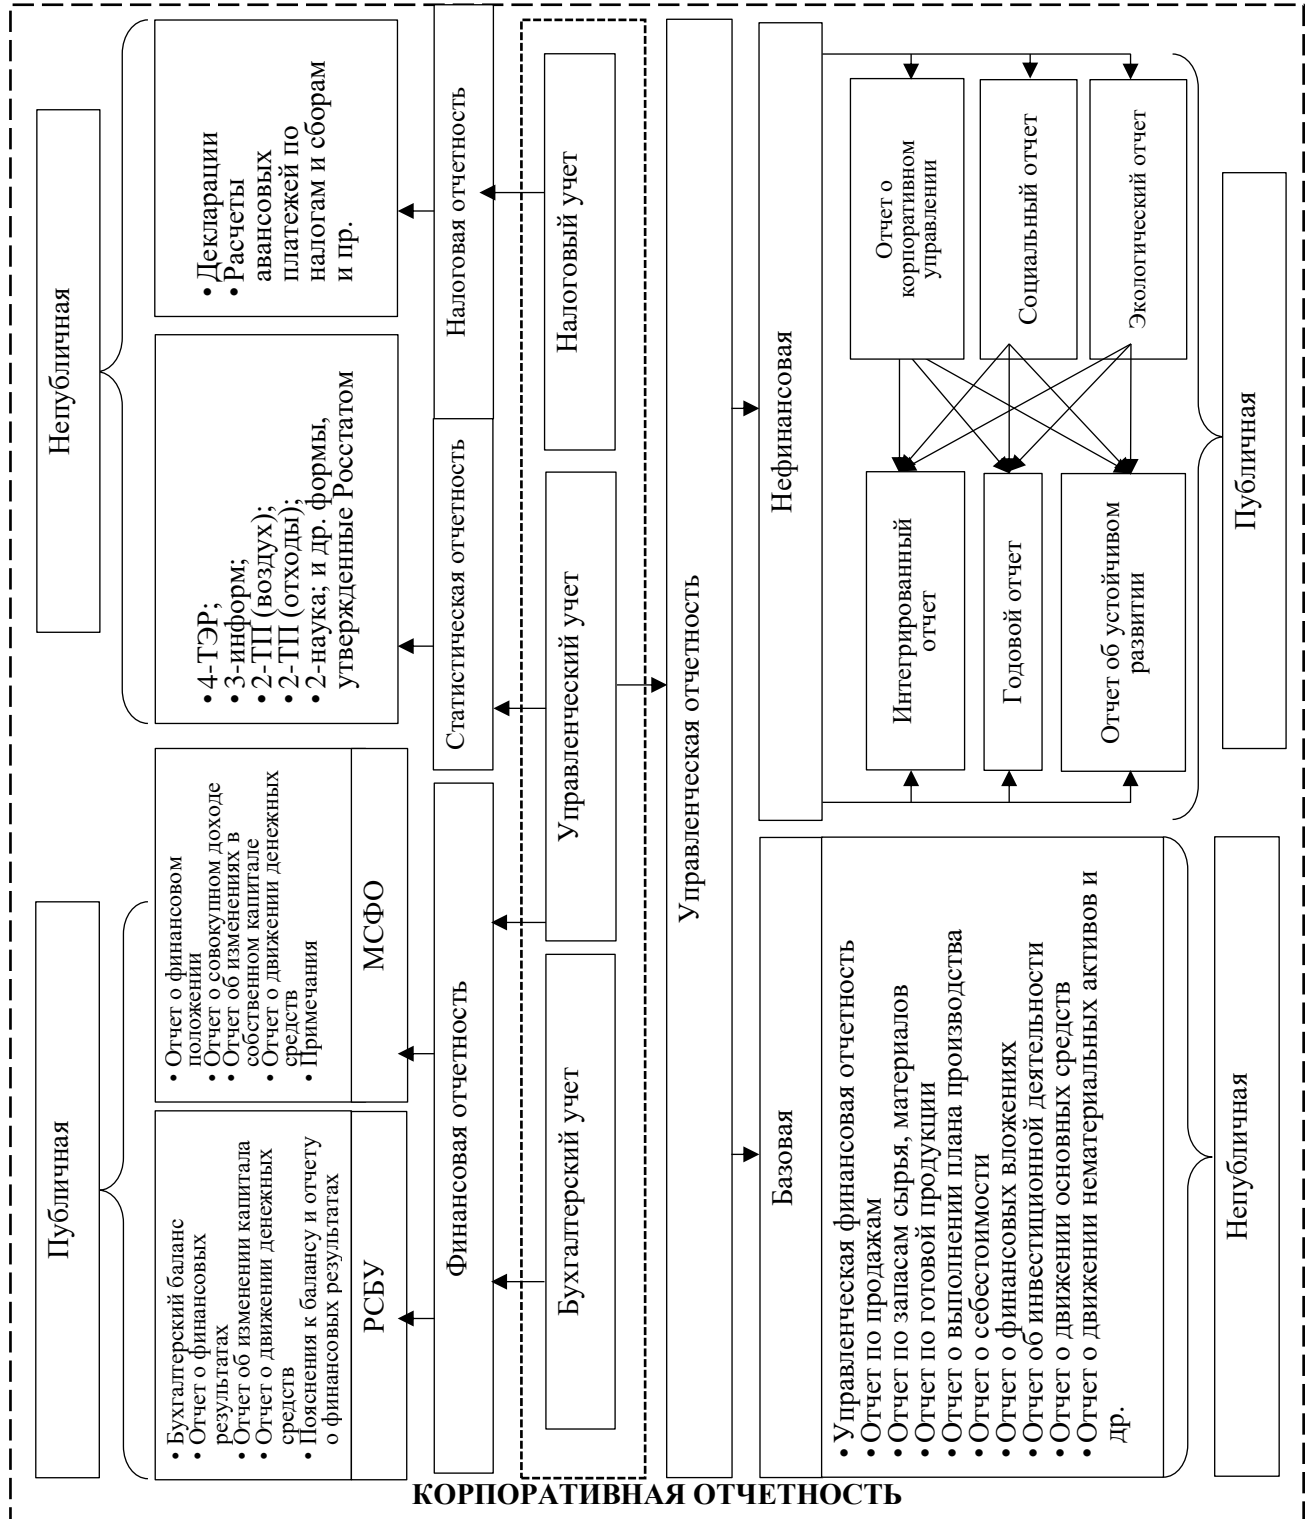 КОРПОРАТИВНАЯ ОТЧЕТНОСТЬ
Публичная
Непубличная
• Бухгалтерский баланс
• Отчет о финансовых
результатах
• Отчет об изменении капитала
• Отчет о движении денежных
средств
• Пояснения к балансу и отчету
о финансовых результатах
РСБУ
• Отчет о финансовом
положении
• Отчет о совокупном доходе
• Отчет об изменениях в
собственном капитале
• Отчет о движении денежных
средств
• Примечания
МСФО
• 4-ТЭР;
• 3-информ;
• 2-ТП (воздух);
• 2-ТП (отходы);
• 2-наука; и др. формы,
утвержденные Росстатом
• Декларации
• Расчеты
авансовых
платежей по
налогам и сборам
и пр.
Финансовая отчетность
Статистическая отчетность
Налоговая отчетность
Бухгалтерский учет
Управленческий учет
Налоговый учет
Управленческая отчетность
Базовая
Нефинансовая
• Управленческая финансовая отчетность
• Отчет по продажам
• Отчет по запасам сырья, материалов
• Отчет по готовой продукции
• Отчет о выполнении плана производства
• Отчет о себестоимости
• Отчет о финансовых вложениях
• Отчет об инвестиционной деятельности
• Отчет о движении основных средств
• Отчет о движении нематериальных активов и
др.
Интегрированный
отчет
Годовой отчет
Отчет об устойчивом
развитии
Отчет о
корпоративном
управлении
Социальный отчет
Экологический отчет
Непубличная
Публичная